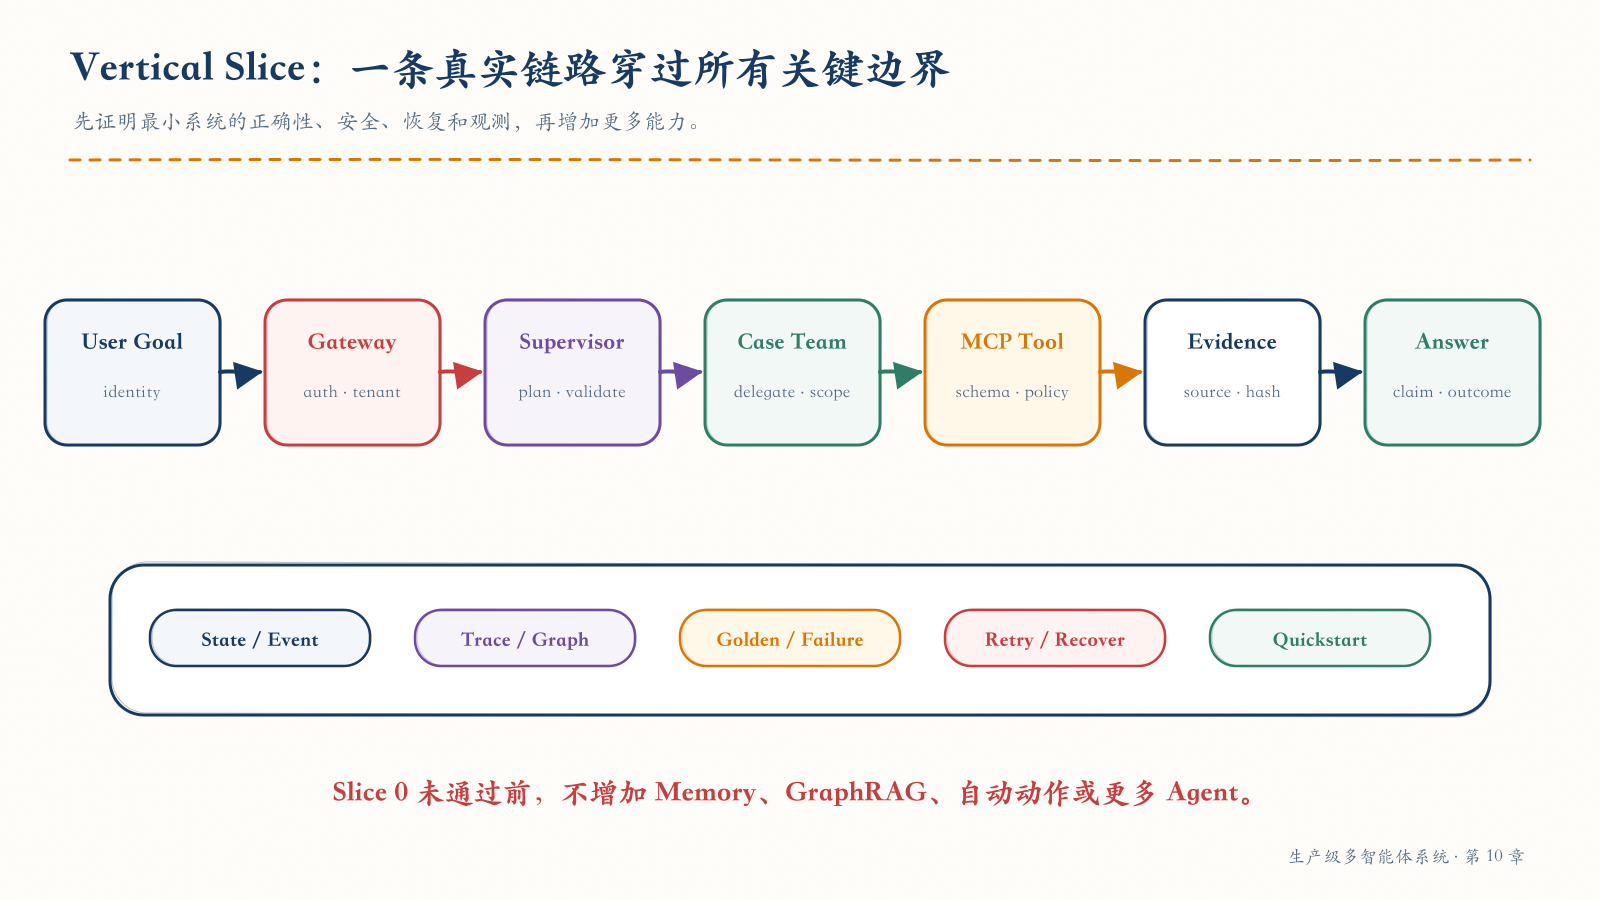 Vertical Slice：一条真实链路穿过所有关键边界
先证明最小系统的正确性、安全、恢复和观测，再增加更多能力。
User Goal
identity
Gateway
auth · tenant
Supervisor
plan · validate
Case Team
delegate · scope
MCP Tool
schema · policy
Evidence
source · hash
Answer
claim · outcome
State / Event
Trace / Graph
Golden / Failure
Retry / Recover
Quickstart
Slice 0 未通过前，不增加 Memory、GraphRAG、自动动作或更多 Agent。
生产级多智能体系统 · 第 10 章